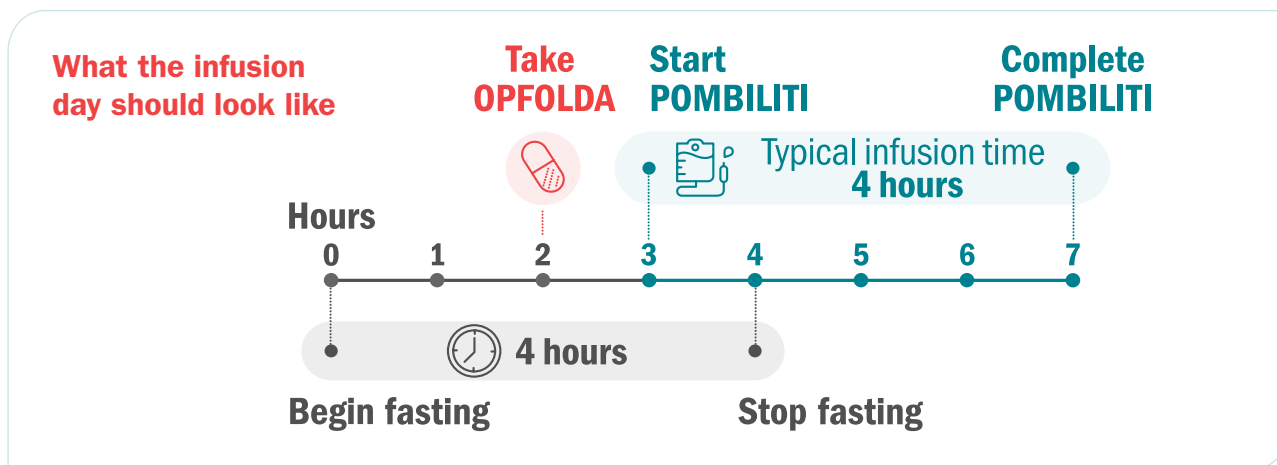 What the infusion
day should look like
Take
OPFOLDA
Start
POMBILITI
Complete
POMBILITI
Typical infusion time
4 hours
Hours
0 1 2 3 4 5 6 7
4 hours
Begin fasting
Stop fasting